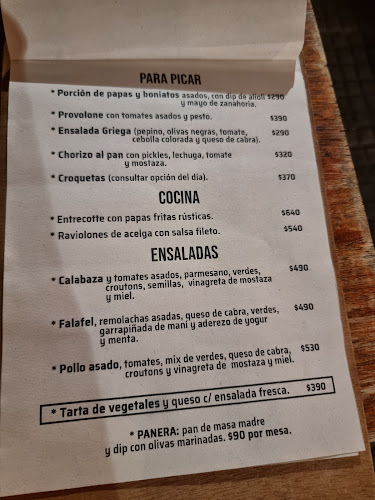 PARA PICAR
* Porción de papas y boniatos asados, con dip de alioli $290
y mayo de zanahoria.
* Provolone con tomates asados y pesto. $390
* Ensalada Griega (pepino, olivas negras, tomate, $290
cebolla colorada y queso de cabra).
* Chorizo al pan con pickles, lechuga, tomate $320
y mostaza.
* Croquetas (consultar opción del día). $370
COCINA
* Entrecotte con papas fritas rústicas. $640
* Raviolones de acelga con salsa fileto. $540
ENSALADAS
* Calabaza y tomates asados, parmesano, verdes, $490
croutons, semillas, vinagreta de mostaza
y miel.
* Falafel, remolachas asadas, queso de cabra, verdes, $490
garrapiñada de maní y aderezo de yogur
y menta.
* Pollo asado, tomates, mix de verdes, queso de cabra, $530
croutons y vinagreta de mostaza y miel.
* Tarta de vegetales y queso c/ ensalada fresca. $390
* PANERA: pan de masa madre
y dip con olivas marinadas. $90 por mesa.